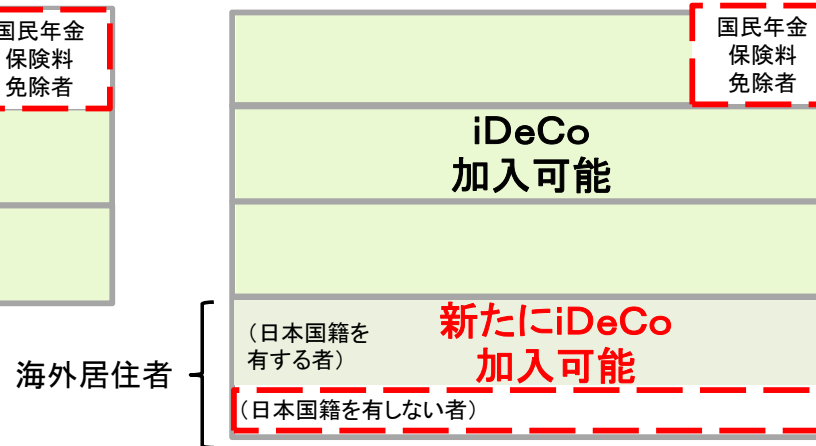 国民年金
保険料
免除者
国民年金
保険料
免除者
iDeCo
加入可能
海外居住者
(日本国籍を
有する者)
新たにiDeCo
加入可能
(日本国籍を有しない者)